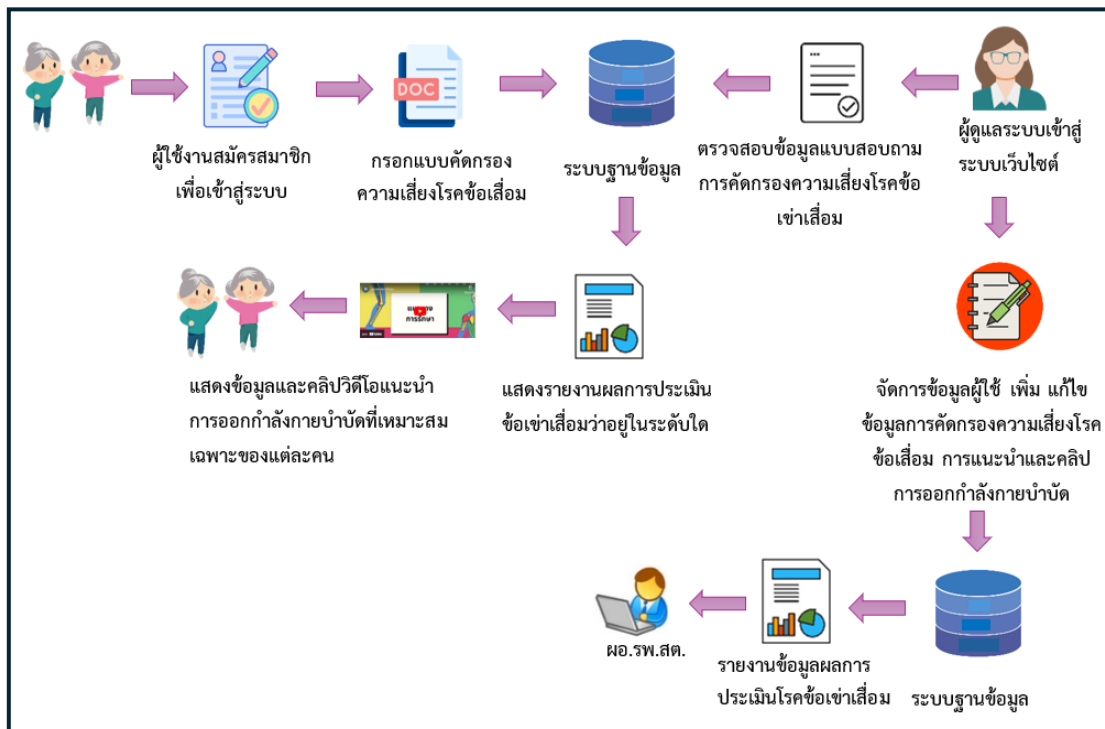 DOC
ผู้ใช้งานสมัครสมาชิก
เพื่อเข้าสู่ระบบ
กรอกแบบคัดกรอง
ความเสี่ยงโรคข้อเสื่อม
ระบบฐานข้อมูล
ตรวจสอบข้อมูลแบบสอบถาม
การคัดกรองความเสี่ยงโรคข้อ
เข่าเสื่อม
ผู้ดูแลระบบเข้าสู่
ระบบเว็บไซต์
การรักษา
แสดงข้อมูลและคลิปวิดีโอแนะนำ
การออกกำลังกายบำบัดที่เหมาะสม
เฉพาะของแต่ละคน
แสดงรายงานผลการประเมิน
ข้อเข่าเสื่อมว่าอยู่ในระดับใด
จัดการข้อมูลผู้ใช้ เพิ่ม แก้ไข
ข้อมูลการคัดกรองความเสี่ยงโรค
ข้อเสื่อม การแนะนำและคลิป
การออกกำลังกายบำบัด
ผอ.รพ.สต.
รายงานข้อมูลผลการ
ประเมินโรคข้อเข่าเสื่อม
ระบบฐานข้อมูล